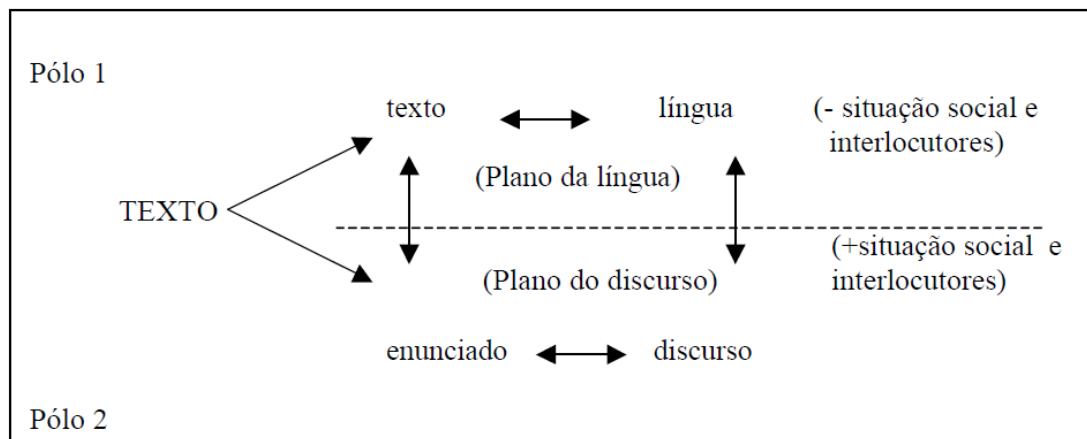 Pólo 1
texto língua (- situação social e
interlocutores)
(Plano da língua)
TEXTO
(+situação social e
(Plano do discurso) interlocutores)
enunciado discurso
Pólo 2